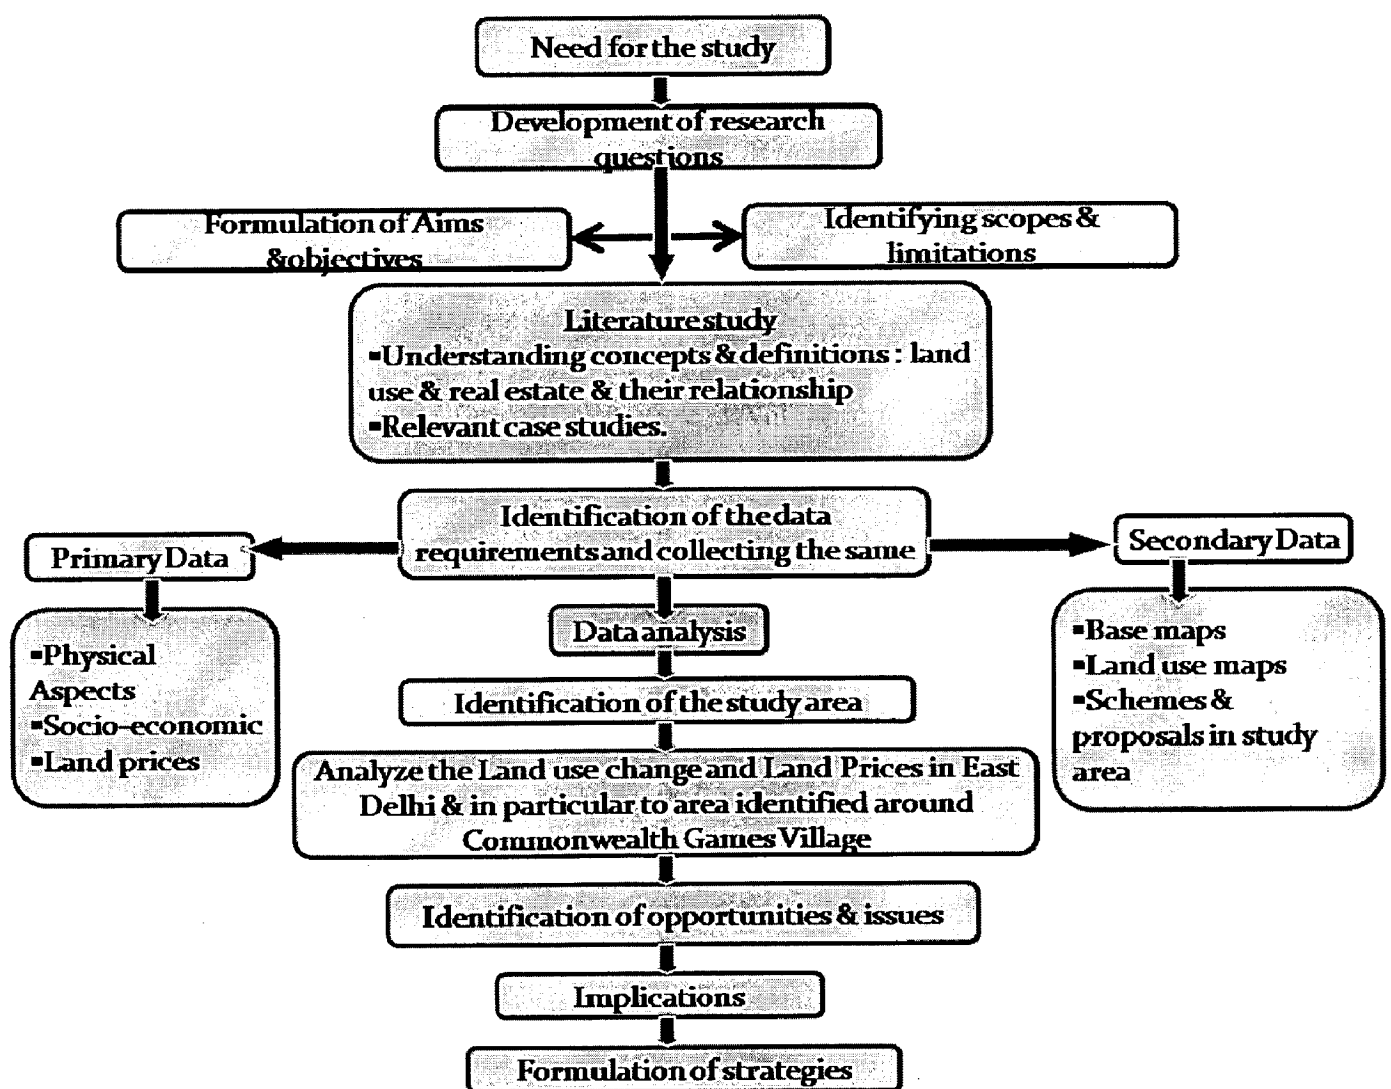 Need for the study
Development of research
questions
Formulation of Aims
&objectives
Identifying scopes &
limitations
Literature study
▪Understanding concepts & definitions : land
use & real estate & their relationship
▪Relevant case studies.
Identification of the data
requirements and collecting the same
Primary Data
Secondary Data
▪Physical
Aspects
▪Socio-economic
▪Land prices
▪Base maps
▪Land use maps
▪Schemes &
proposals in study
area
Data analysis
Identification of the study area
Analyze the Land use change and Land Prices in East
Delhi & in particular to area identified around
Commonwealth Games Village
Identification of opportunities & issues
Implications
Formulation of strategies